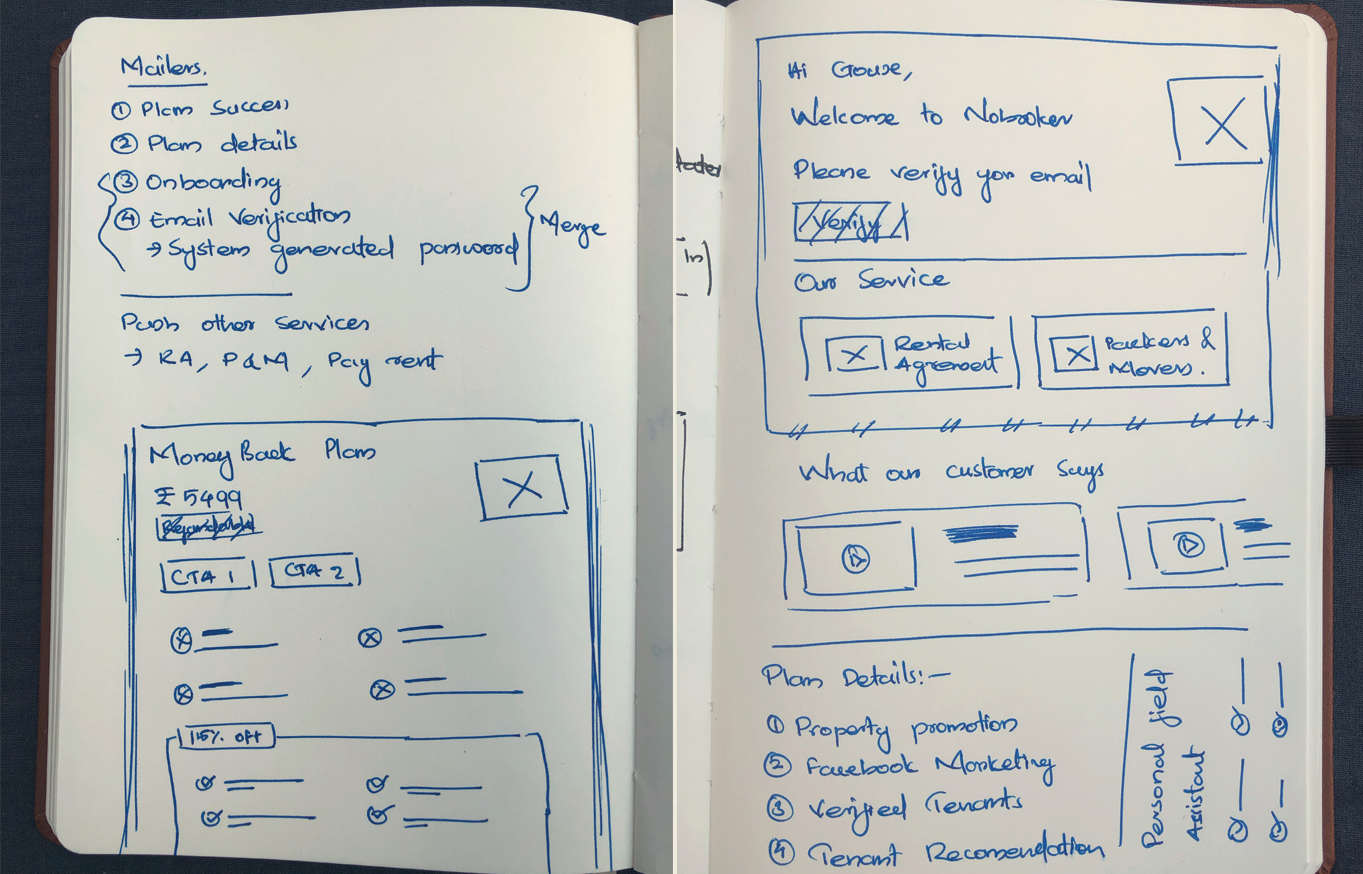 Mailers.
① Plan Success
② Plan details
③ Onboarding
④ Email Verification
→ System generated password
Merge
Push other services
→ RA, P&M, Pay rent
Money Back Plan
₹ 5499
CTA 1
CTA 2
15% off
in)
Hi Gouse,
Welcome to Nobroker
Please verify your email
Verify
Our Service
Rental
Agreement
Packers &
Movers.
What our customer Says
Plan Details:-
① Property promotion
② Facebook Marketing
③ Verified Tenants
④ Tenant Recomendation
Personal field
Assistant